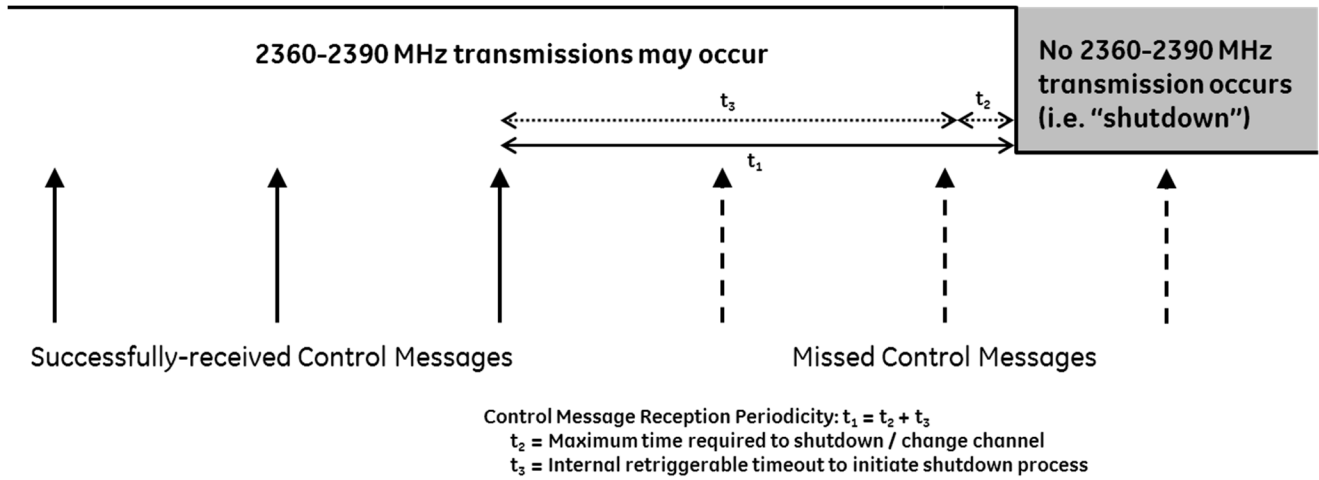 2360-2390 MHz transmissions may occur
No 2360-2390 MHz
transmission occurs
(i.e. “shutdown”)
t₃
t₂
t₁
Successfully-received Control Messages
Missed Control Messages
Control Message Reception Periodicity: t₁ = t₂ + t₃
t₂ = Maximum time required to shutdown / change channel
t₃ = Internal retriggerable timeout to initiate shutdown process